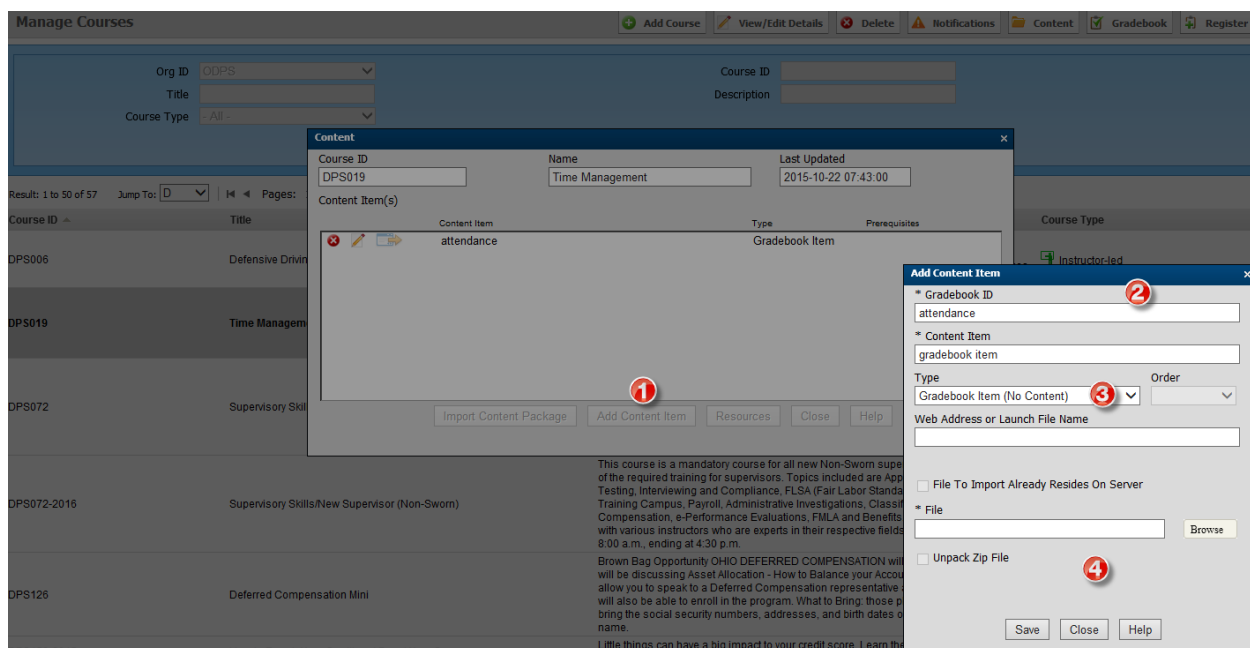 Manage Courses
Add Course View/Edit Details Delete Notifications Content Gradebook Register
Org ID ODPS Course ID
Title Description
Course Type - All -
Result: 1 to 50 of 57 Jump To: D Pages:
Course ID Title Course Type
DPS006 Defensive Drivin Instructor-led
DPS019 Time Managem
DPS072 Supervisory Skil
DPS072-2016 Supervisory Skills/New Supervisor (Non-Sworn)
This course is a mandatory course for all new Non-Sworn supe
of the required training for supervisors. Topics included are App
Testing, Interviewing and Compliance, FLSA (Fair Labor Standa
Training Campus, Payroll, Administrative Investigations, Classif
Compensation, e-Performance Evaluations, FMLA and Benefits
with various instructors who are experts in their respective fields
8:00 a.m., ending at 4:30 p.m.
DPS126 Deferred Compensation Mini
Brown Bag Opportunity OHIO DEFERRED COMPENSATION will
will be discussing Asset Allocation - How to Balance your Accou
allow you to speak to a Deferred Compensation representative
will also be able to enroll in the program. What to Bring: those p
bring the social security numbers, addresses, and birth dates o
name.
Little things can have a big impact to your credit score. Learn the
Content ×
Course ID Name Last Updated
DPS019 Time Management 2015-10-22 07:43:00
Content Item(s)
Content Item Type Prerequisites
attendance Gradebook Item
1
Import Content Package Add Content Item Resources Close Help
Add Content Item ×
* Gradebook ID 2
attendance
* Content Item
gradebook item
Type Order
Gradebook Item (No Content) 3
Web Address or Launch File Name
File To Import Already Resides On Server
* File
Browse
Unpack Zip File
4
Save Close Help